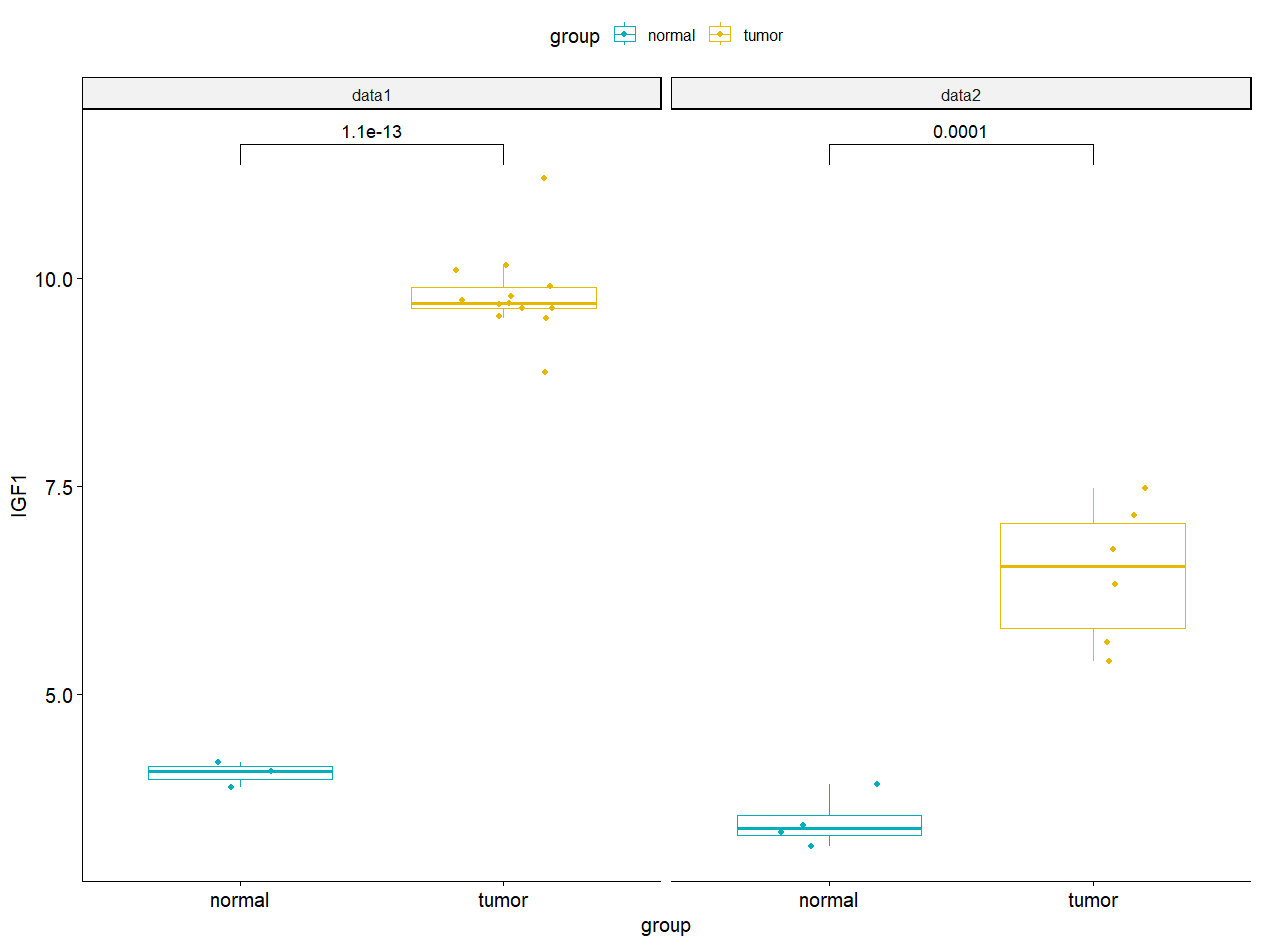 group normal tumor
data1 data2
1.1e-13 0.0001
10.0
7.5
5.0
IGF1
normal tumor normal tumor
group